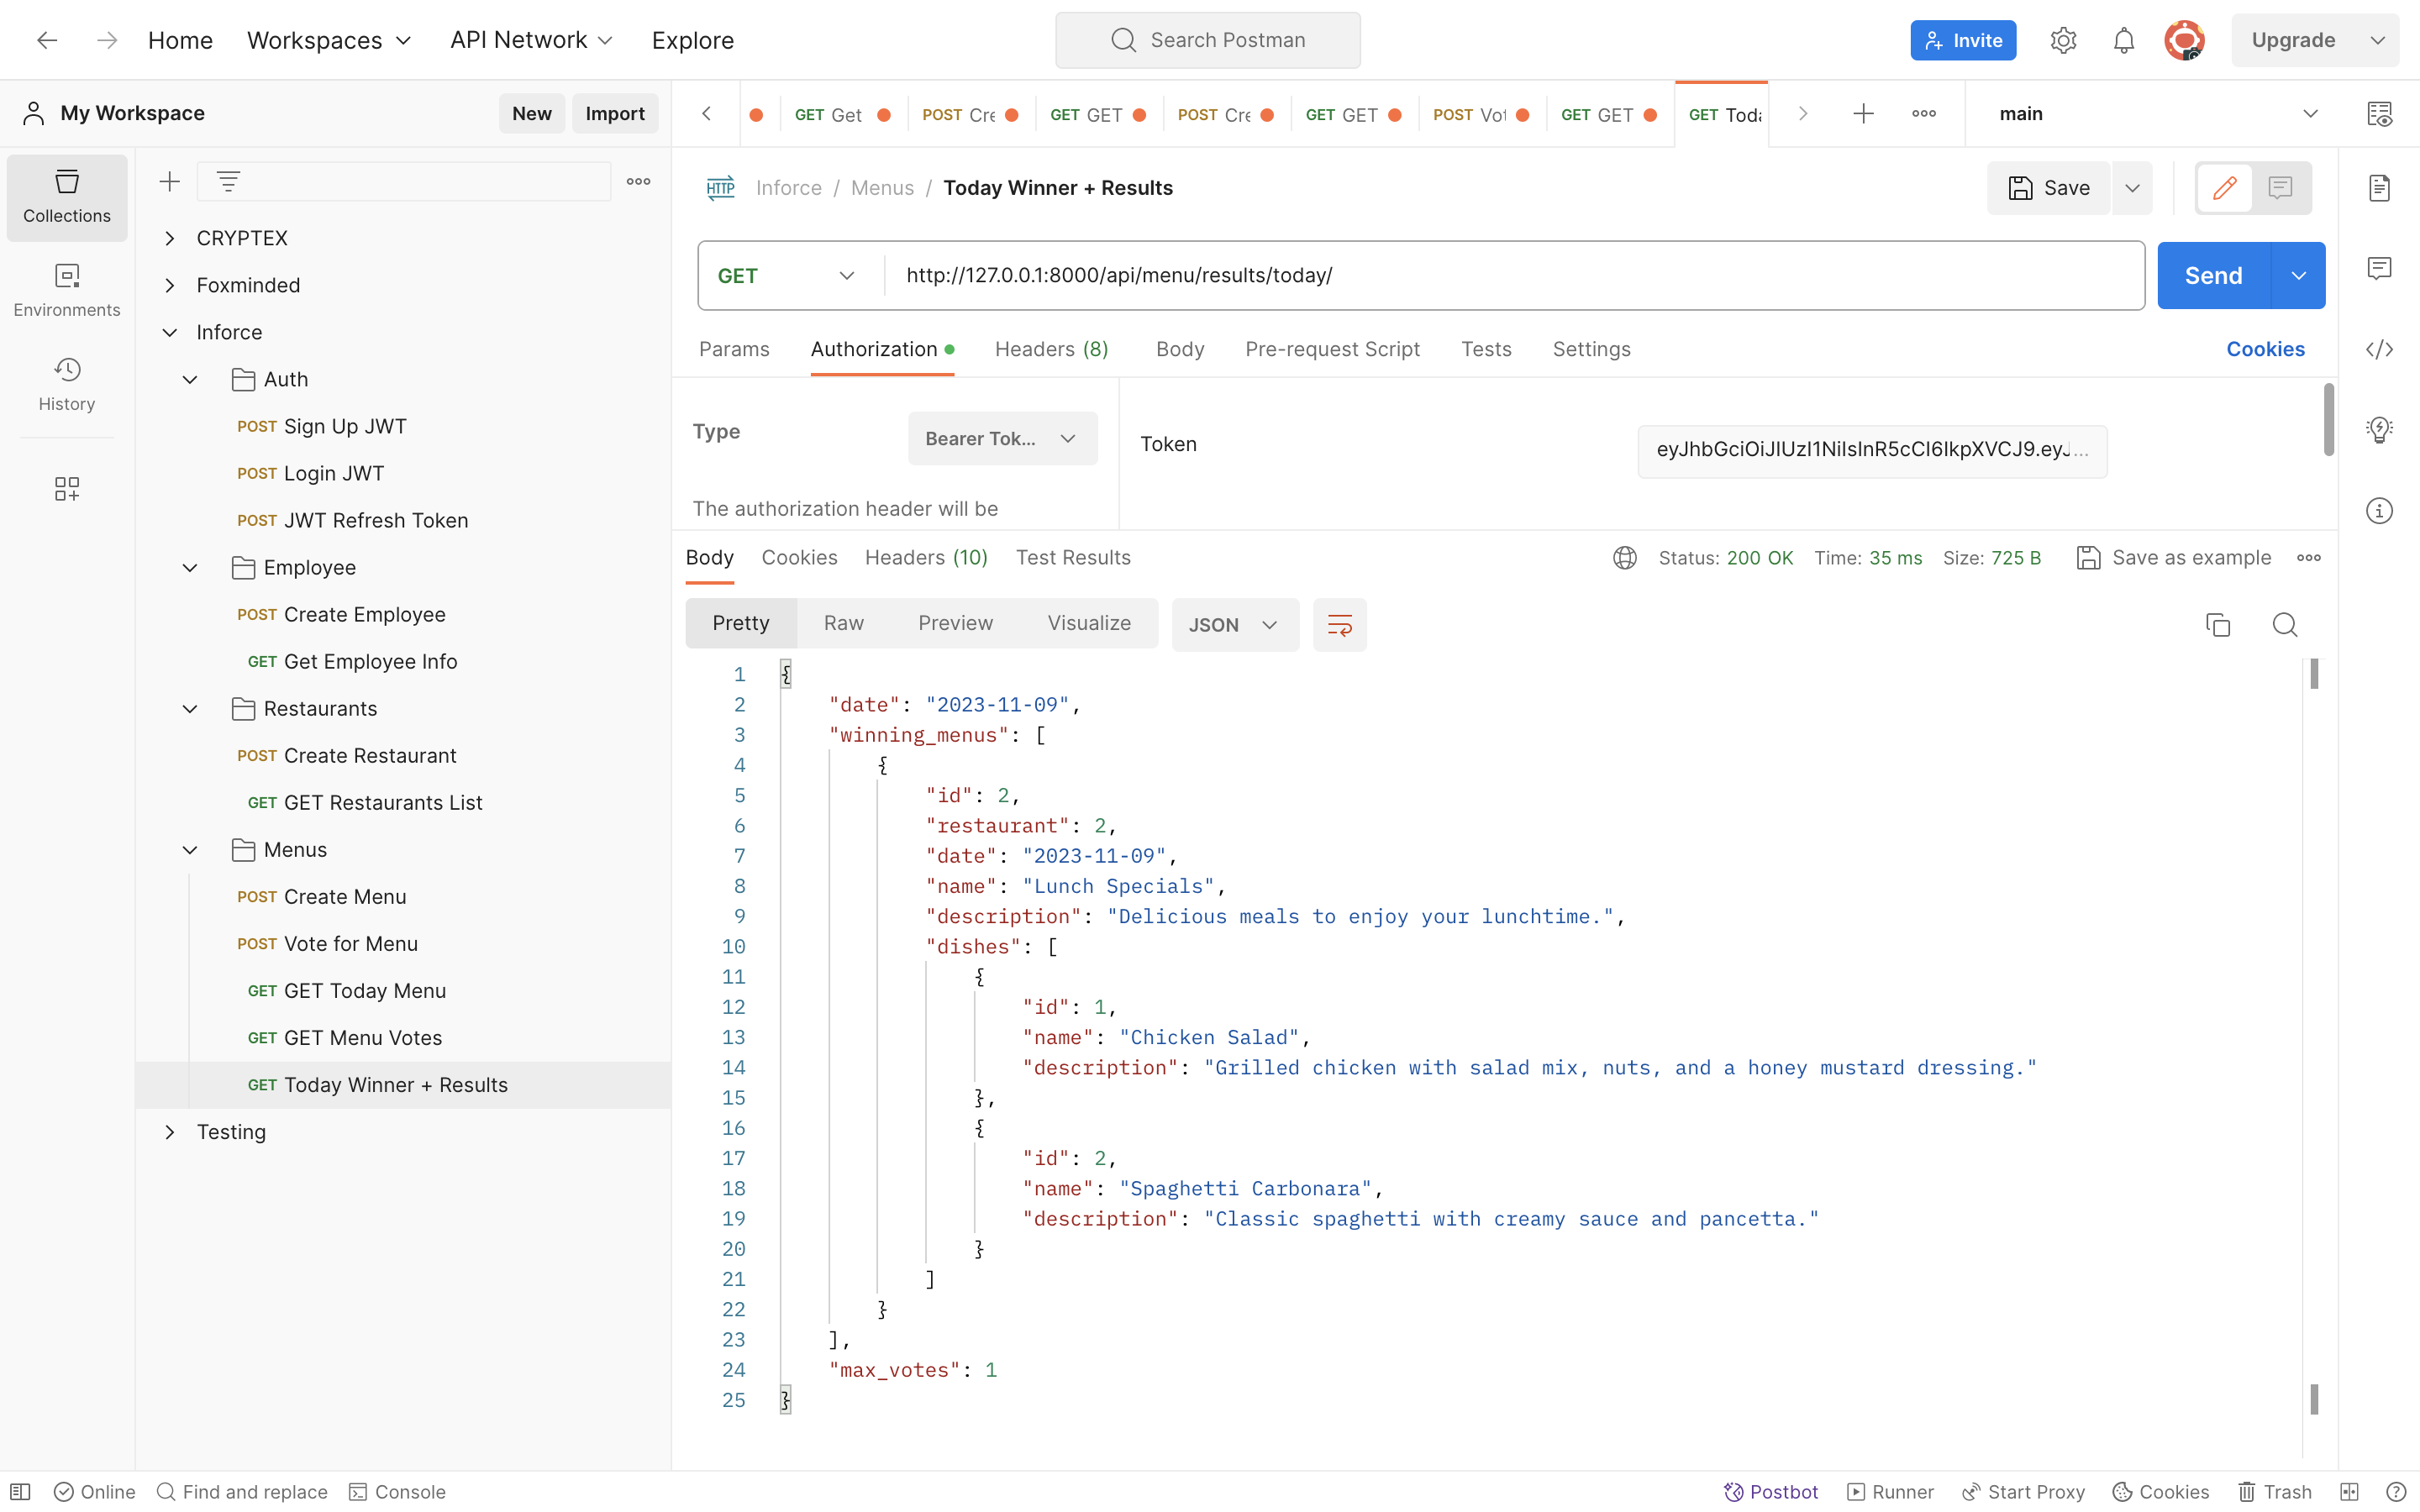 Home Workspaces API Network Explore Search Postman Invite Upgrade
My Workspace New Import
GET Get POST Cre GET GET POST Cre GET GET POST Vot GET GET GET Toda main
Collections
Environments
History
CRYPTEX
Foxminded
Inforce
Auth
POST Sign Up JWT
POST Login JWT
POST JWT Refresh Token
Employee
POST Create Employee
GET Get Employee Info
Restaurants
POST Create Restaurant
GET GET Restaurants List
Menus
POST Create Menu
POST Vote for Menu
GET GET Today Menu
GET GET Menu Votes
GET Today Winner + Results
Testing
HTTP Inforce / Menus / Today Winner + Results Save
GET http://127.0.0.1:8000/api/menu/results/today/ Send
Params Authorization Headers (8) Body Pre-request Script Tests Settings Cookies
Type Bearer Tok... Token eyJhbGciOiJIUzI1NiIsInR5cCI6IkpXVCJ9.eyJ...
The authorization header will be
Body Cookies Headers (10) Test Results Status: 200 OK Time: 35 ms Size: 725 B Save as example
Pretty Raw Preview Visualize JSON
1 {
2 "date": "2023-11-09",
3 "winning_menus": [
4 {
5 "id": 2,
6 "restaurant": 2,
7 "date": "2023-11-09",
8 "name": "Lunch Specials",
9 "description": "Delicious meals to enjoy your lunchtime.",
10 "dishes": [
11 {
12 "id": 1,
13 "name": "Chicken Salad",
14 "description": "Grilled chicken with salad mix, nuts, and a honey mustard dressing."
15 },
16 {
17 "id": 2,
18 "name": "Spaghetti Carbonara",
19 "description": "Classic spaghetti with creamy sauce and pancetta."
20 }
21 ]
22 }
23 ],
24 "max_votes": 1
25 }
Online Find and replace Console Postbot Runner Start Proxy Cookies Trash